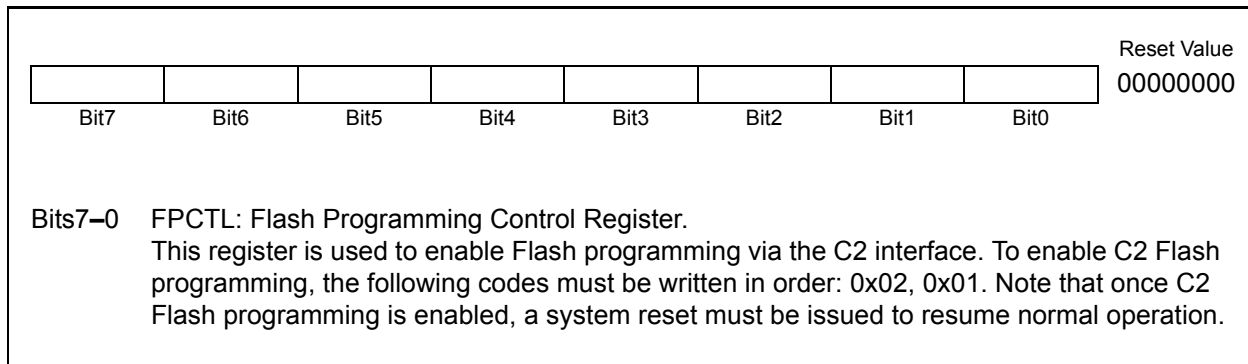 Reset Value
00000000
Bit7 Bit6 Bit5 Bit4 Bit3 Bit2 Bit1 Bit0
Bits7–0 FPCTL: Flash Programming Control Register.
This register is used to enable Flash programming via the C2 interface. To enable C2 Flash
programming, the following codes must be written in order: 0x02, 0x01. Note that once C2
Flash programming is enabled, a system reset must be issued to resume normal operation.